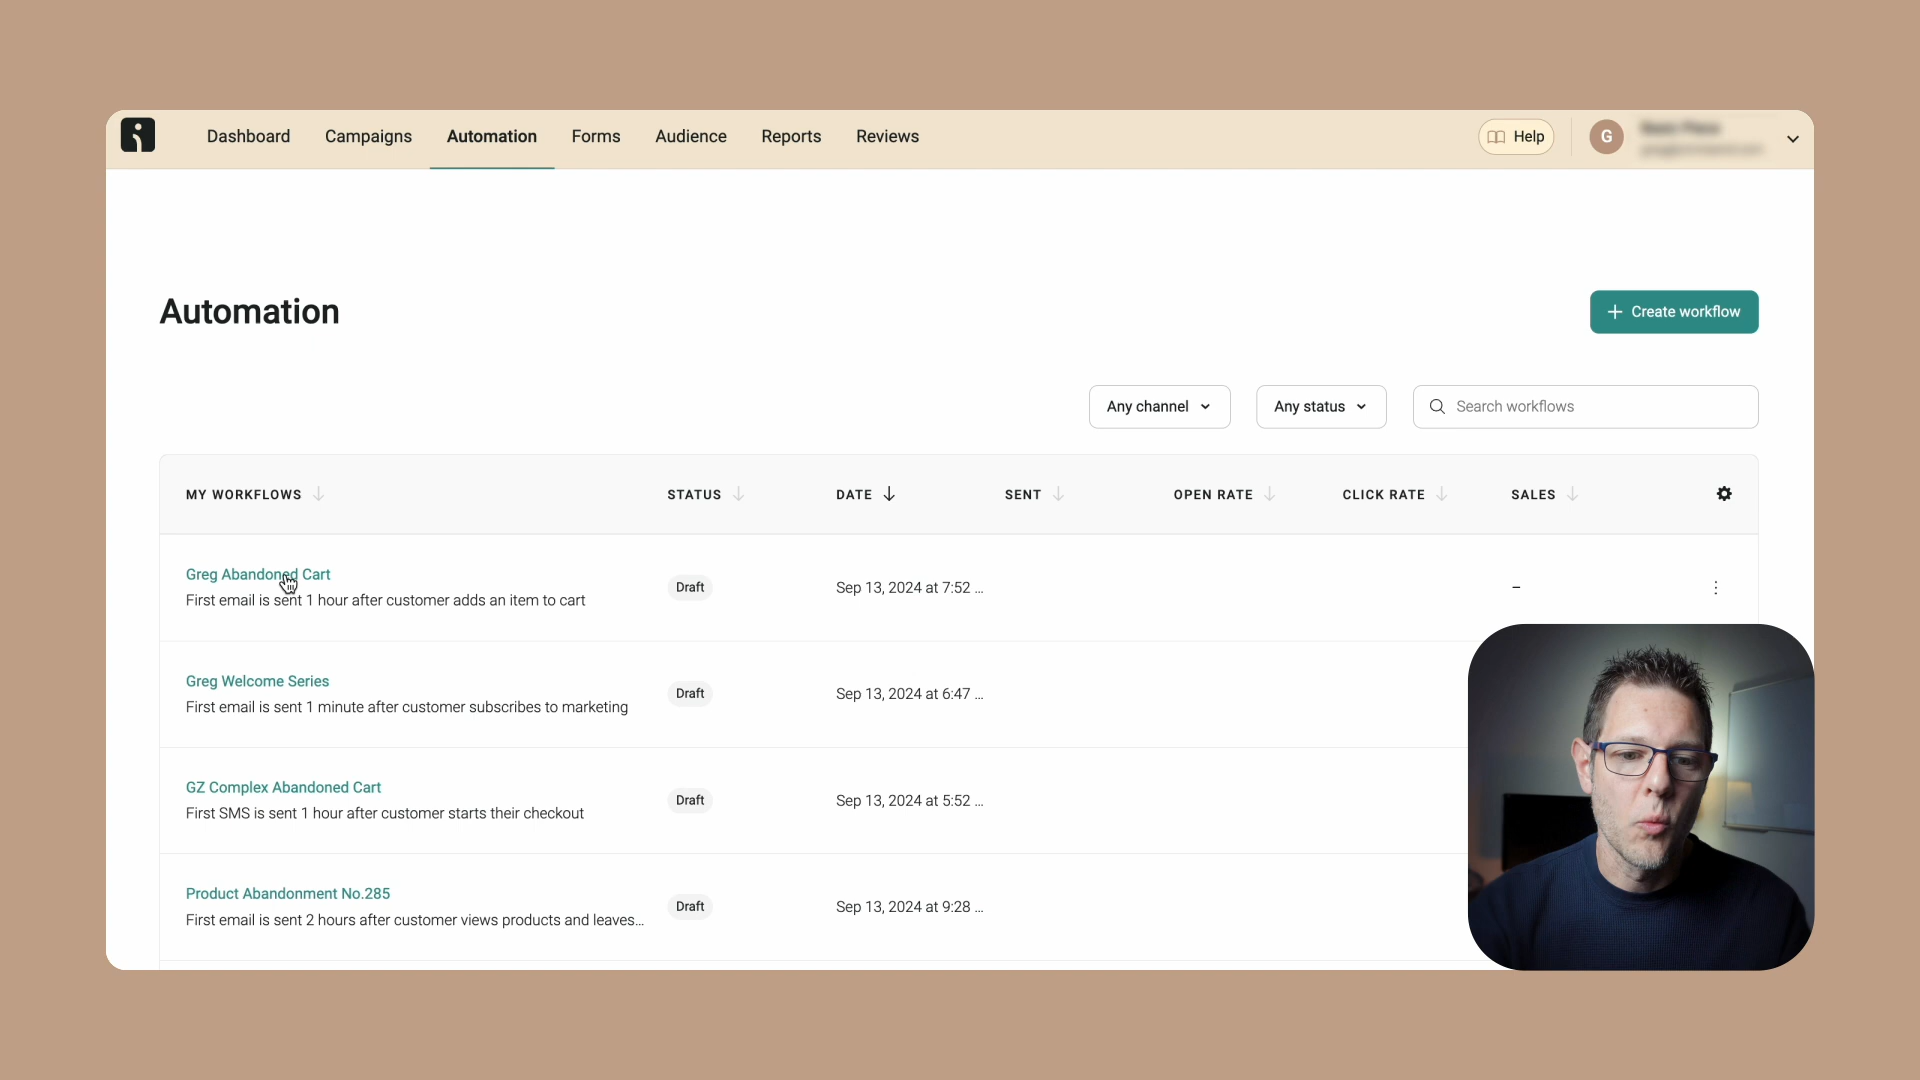 Dashboard Campaigns Automation Forms Audience Reports Reviews Help G
Automation
+ Create workflow
Any channel Any status Search workflows
MY WORKFLOWS STATUS DATE SENT OPEN RATE CLICK RATE SALES
Greg Abandoned Cart
First email is sent 1 hour after customer adds an item to cart
Draft Sep 13, 2024 at 7:52 ... –
Greg Welcome Series
First email is sent 1 minute after customer subscribes to marketing
Draft Sep 13, 2024 at 6:47 ...
GZ Complex Abandoned Cart
First SMS is sent 1 hour after customer starts their checkout
Draft Sep 13, 2024 at 5:52 ...
Product Abandonment No.285
First email is sent 2 hours after customer views products and leaves...
Draft Sep 13, 2024 at 9:28 ...